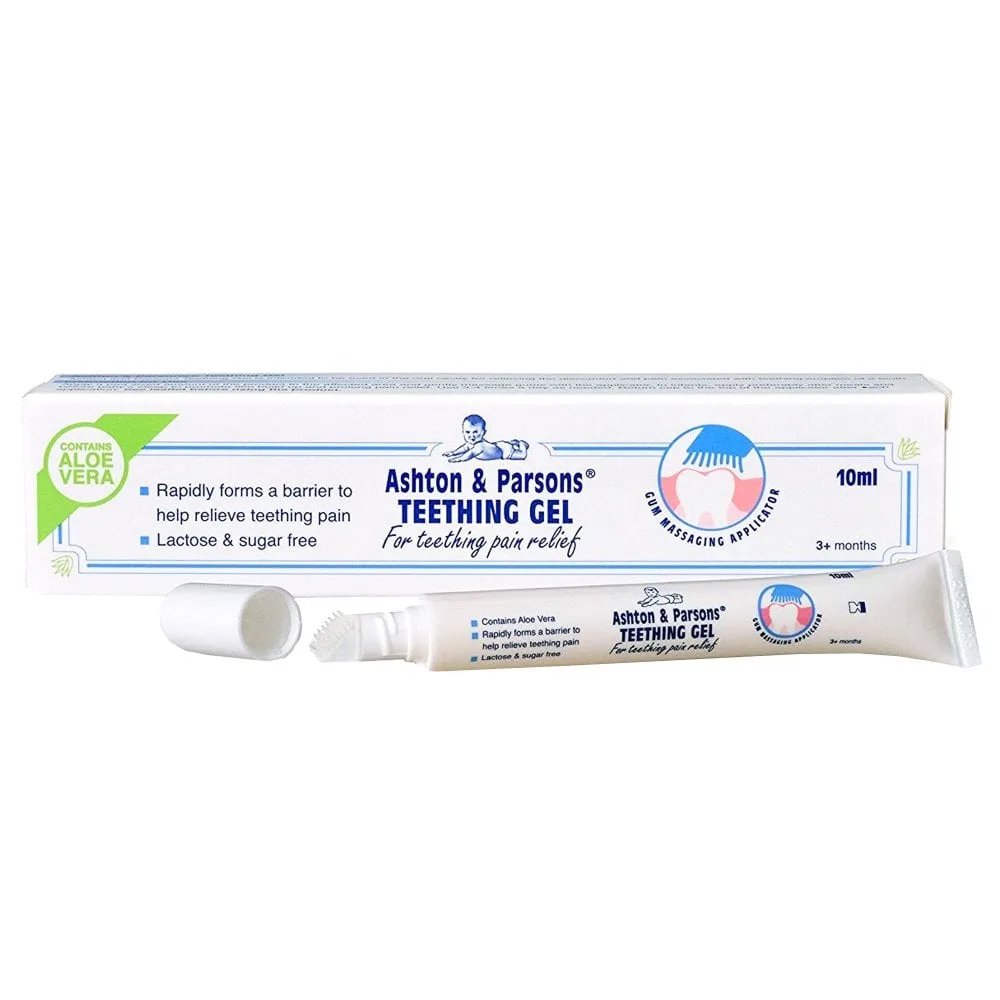 CONTAINS
ALOE
VERA
Rapidly forms a barrier to
help relieve teething pain
Lactose & sugar free
Ashton & Parsons®
TEETHING GEL
For teething pain relief
GUM MASSAGING APPLICATOR
10ml
3+ months
Contains Aloe Vera
Rapidly forms a barrier to
help relieve teething pain
Lactose & sugar free
Ashton & Parsons®
TEETHING GEL
For teething pain relief
GUM MASSAGING APPLICATOR
10ml
3+ months